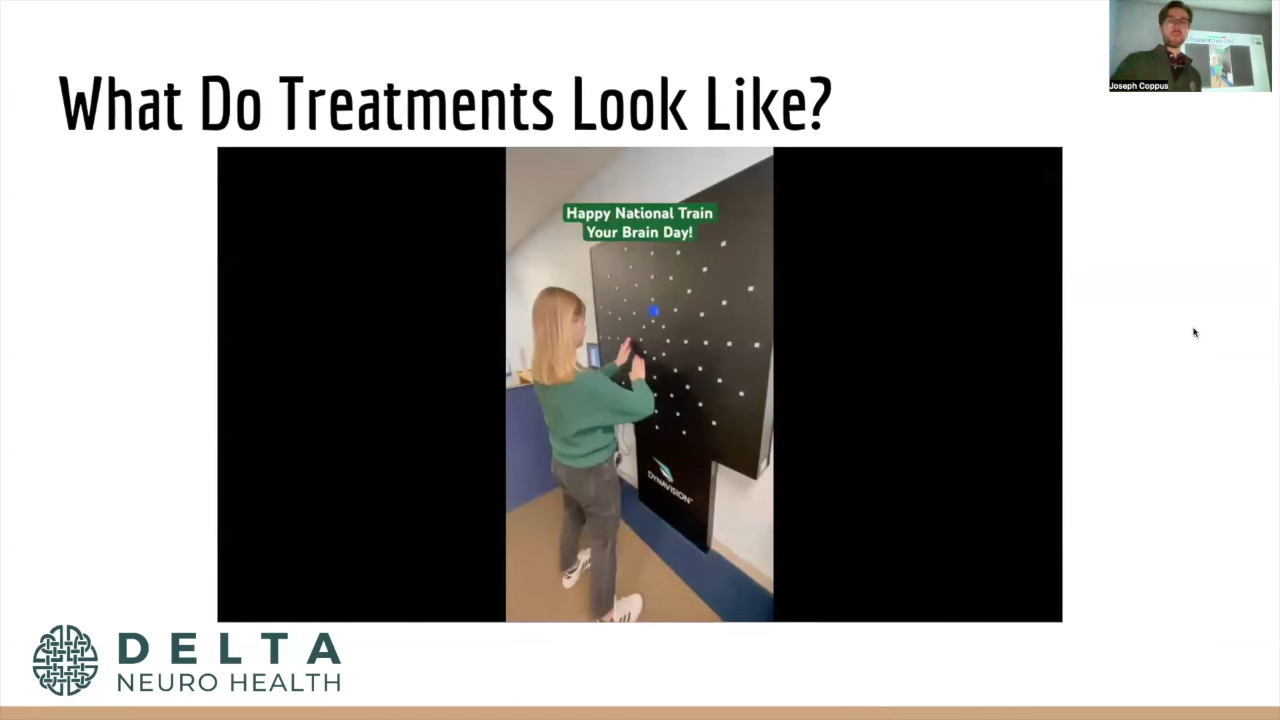 What Do Treatments Look Like?
Joseph Coppus
Happy National Train
Your Brain Day!
DYNAVISION
DELTA
NEURO HEALTH